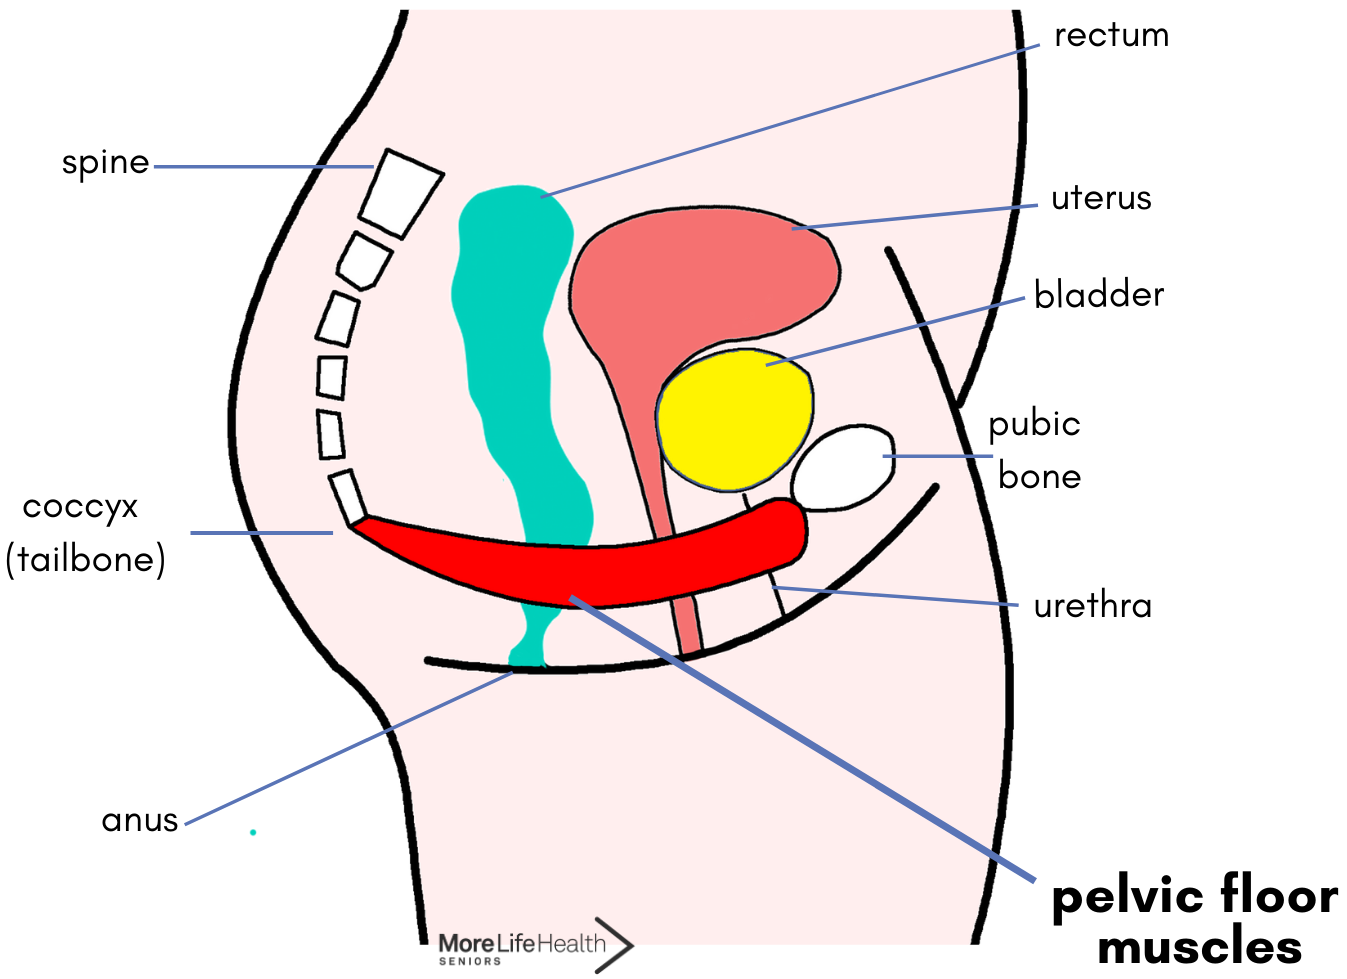 rectum
spine
uterus
bladder
pubic
bone
coccyx
(tailbone)
urethra
anus
pelvic floor
muscles
MoreLifeHealth
SENIORS